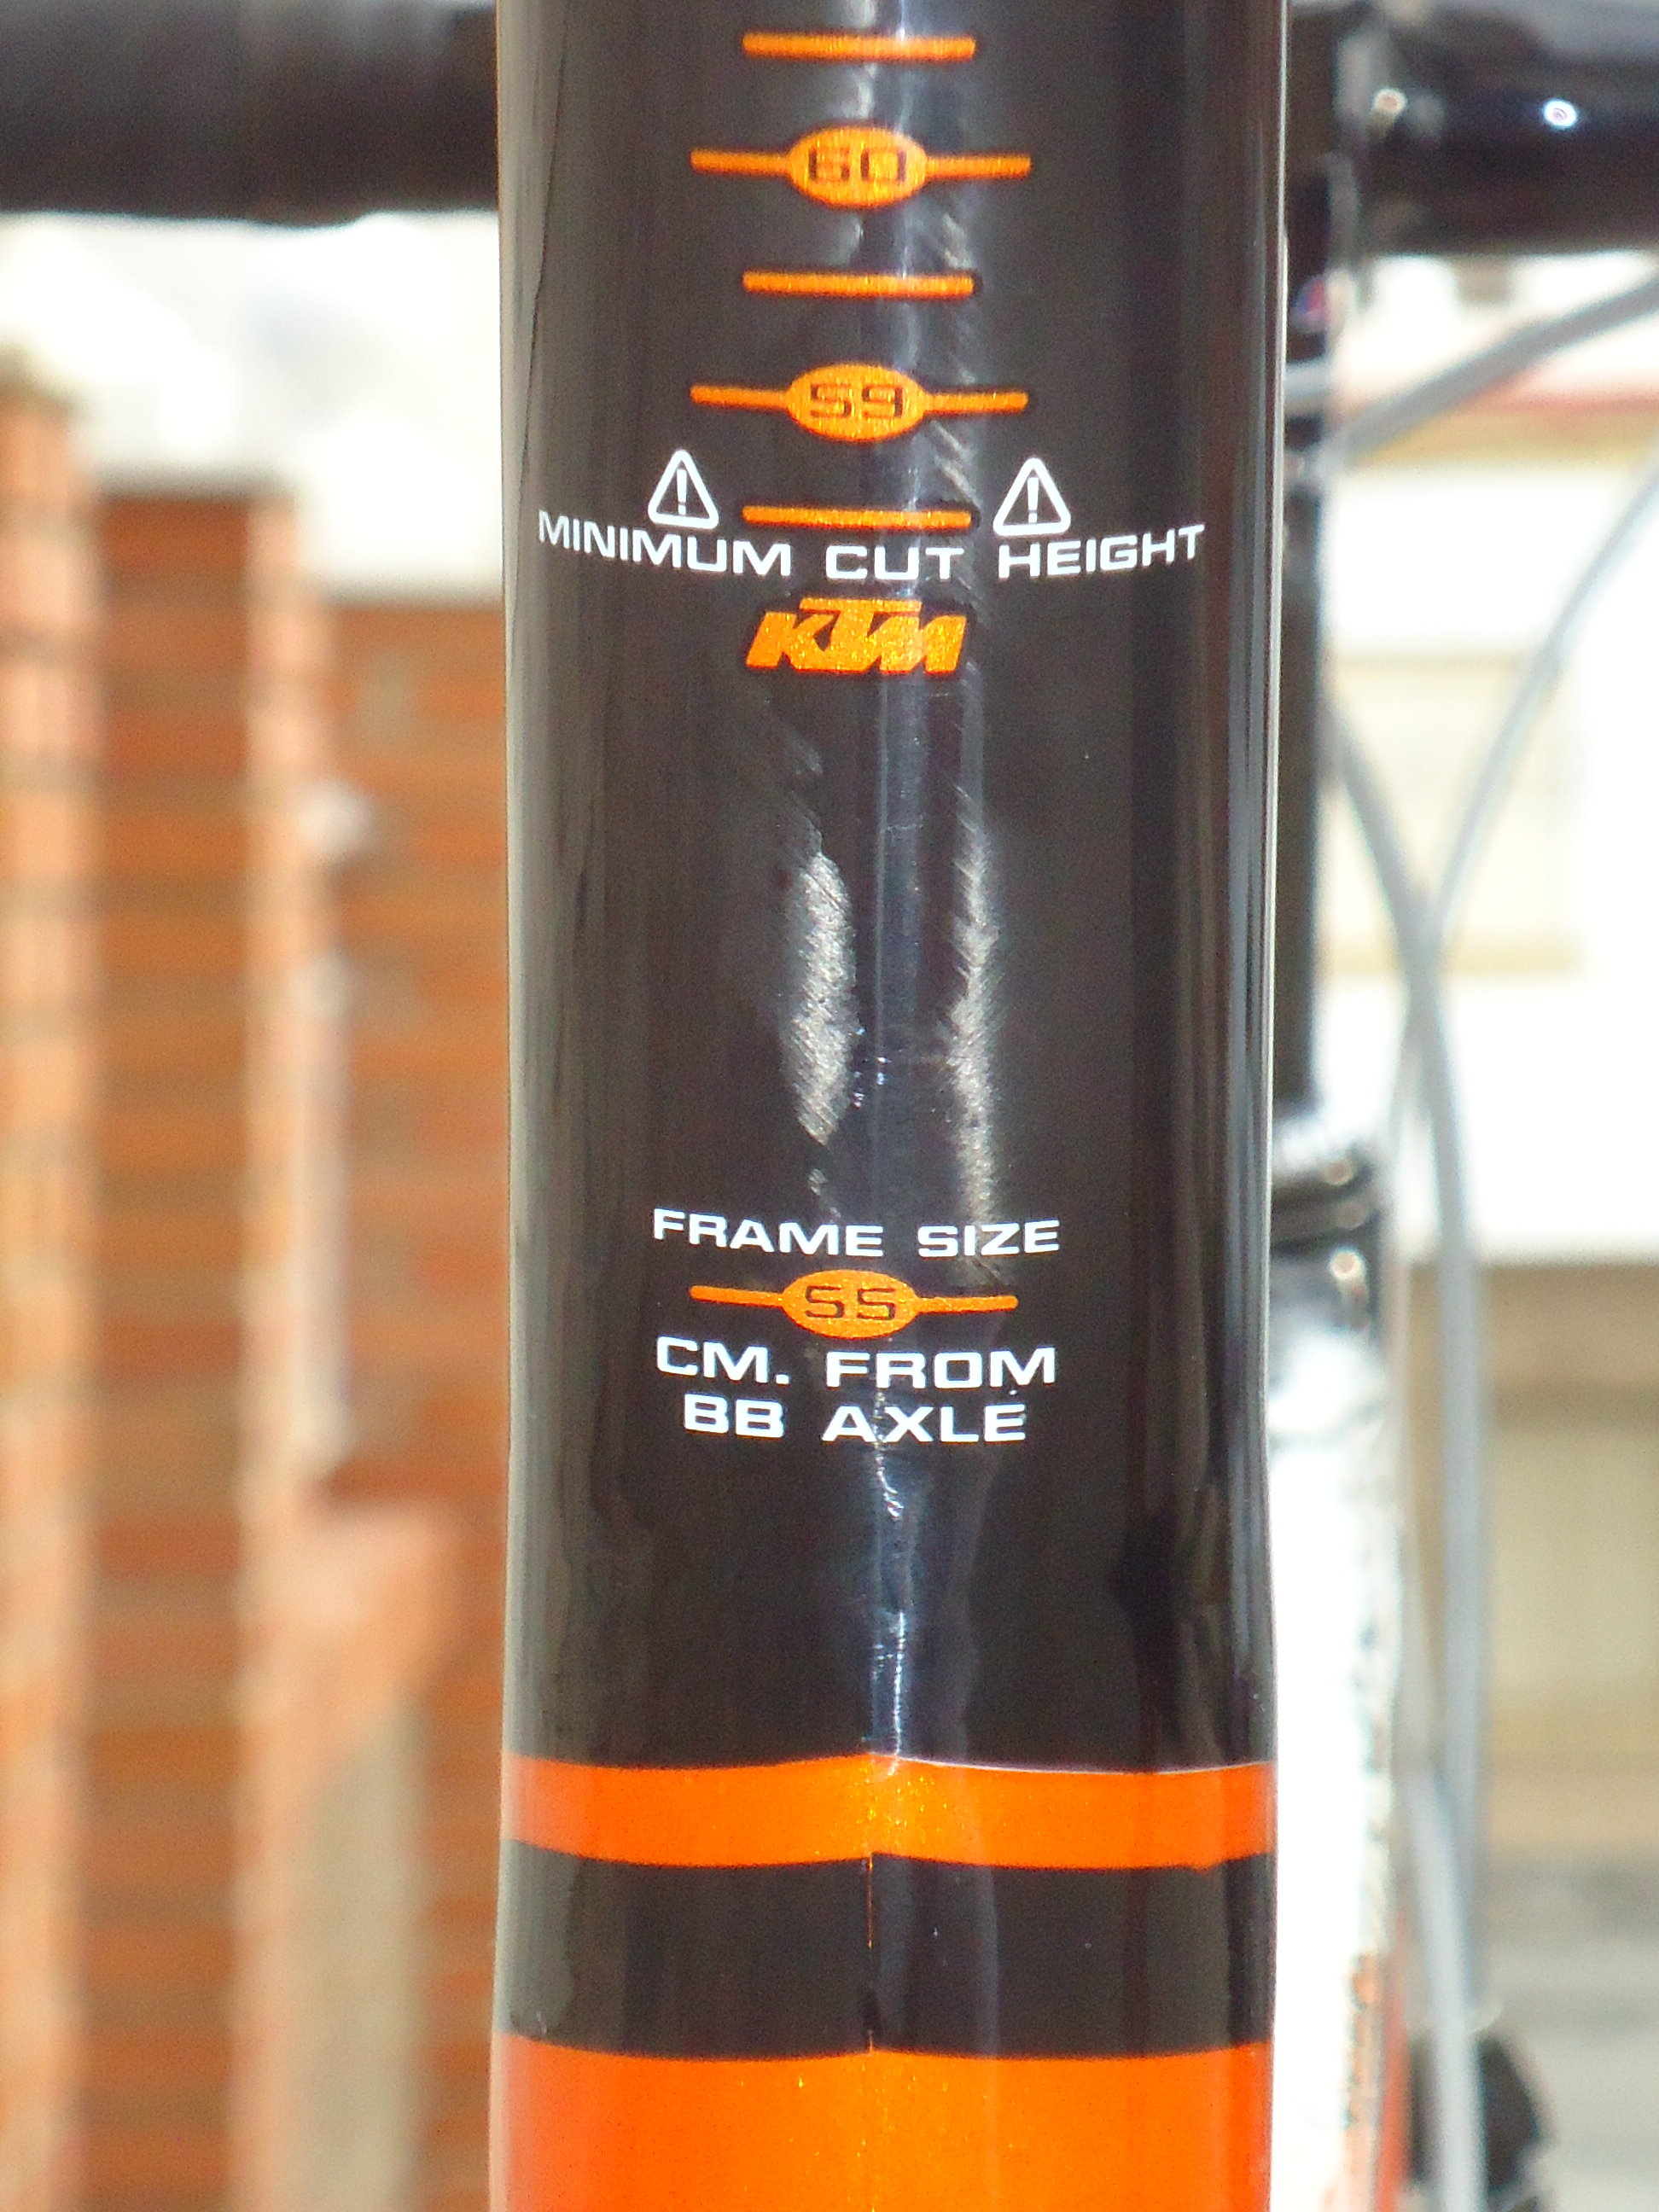 60
59
MINIMUM CUT HEIGHT
KTM
FRAME SIZE
55
CM. FROM
BB AXLE